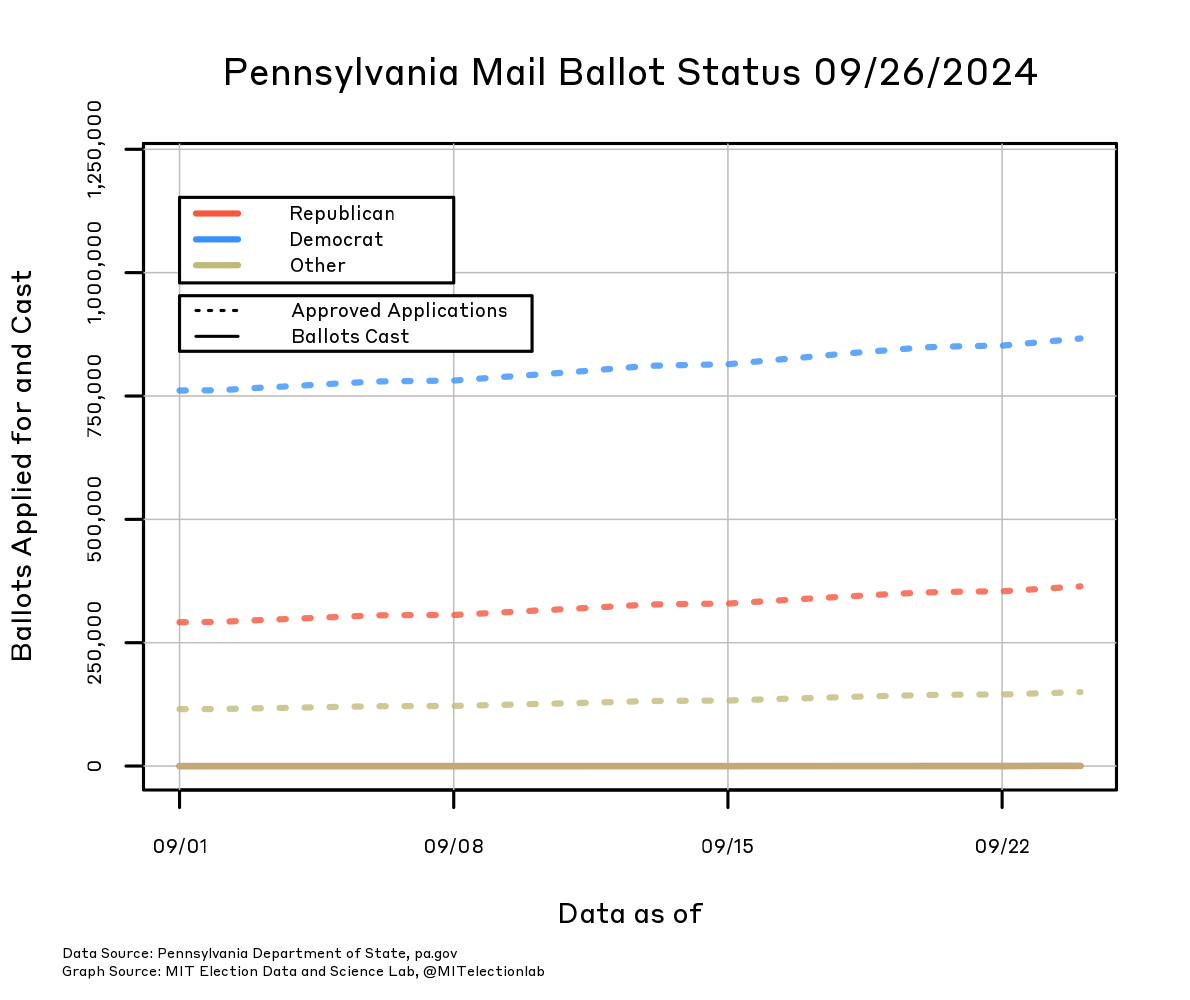 Pennsylvania Mail Ballot Status 09/26/2024
Ballots Applied for and Cast
1,250,000
1,000,000
750,000
500,000
250,000
0
Republican
Democrat
Other
Approved Applications
Ballots Cast
09/01
09/08
09/15
09/22
Data as of
Data Source: Pennsylvania Department of State, pa.gov
Graph Source: MIT Election Data and Science Lab, @MITelectionlab